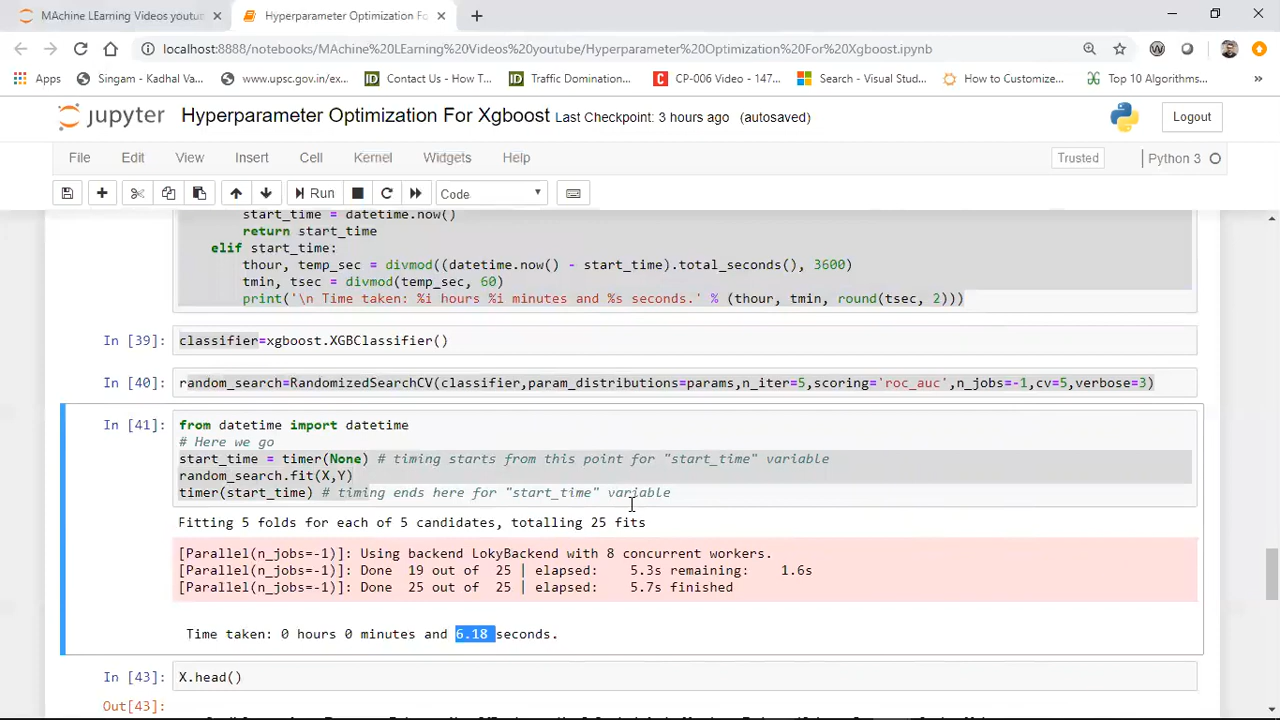 MAchine LEarning Videos youtu
Hyperparameter Optimization Fo
localhost:8888/notebooks/MAchine%20LEarning%20Videos%20youtube/Hyperparameter%20Optimization%20For%20Xgboost.ipynb
Apps
Singam - Kadhal Va...
www.upsc.gov.in/ex...
ID Contact Us - How T...
ID Traffic Domination...
C CP-006 Video - 147...
Search - Visual Stud...
How to Customize...
Top 10 Algorithms...
jupyter Hyperparameter Optimization For Xgboost Last Checkpoint: 3 hours ago (autosaved)
Logout
File Edit View Insert Cell Kernel Widgets Help
Trusted
Python 3
Run
Code
start_time = datetime.now()
return start_time
elif start_time:
thour, temp_sec = divmod((datetime.now() - start_time).total_seconds(), 3600)
tmin, tsec = divmod(temp_sec, 60)
print('\n Time taken: %i hours %i minutes and %s seconds.' % (thour, tmin, round(tsec, 2)))
In [39]: classifier=xgboost.XGBClassifier()
In [40]: random_search=RandomizedSearchCV(classifier,param_distributions=params,n_iter=5,scoring='roc_auc',n_jobs=-1,cv=5,verbose=3)
In [41]: from datetime import datetime
# Here we go
start_time = timer(None) # timing starts from this point for "start_time" variable
random_search.fit(X,Y)
timer(start_time) # timing ends here for "start_time" variable
Fitting 5 folds for each of 5 candidates, totalling 25 fits
[Parallel(n_jobs=-1)]: Using backend LokyBackend with 8 concurrent workers.
[Parallel(n_jobs=-1)]: Done 19 out of 25 | elapsed: 5.3s remaining: 1.6s
[Parallel(n_jobs=-1)]: Done 25 out of 25 | elapsed: 5.7s finished
Time taken: 0 hours 0 minutes and 6.18 seconds.
In [43]: X.head()
Out[43]: